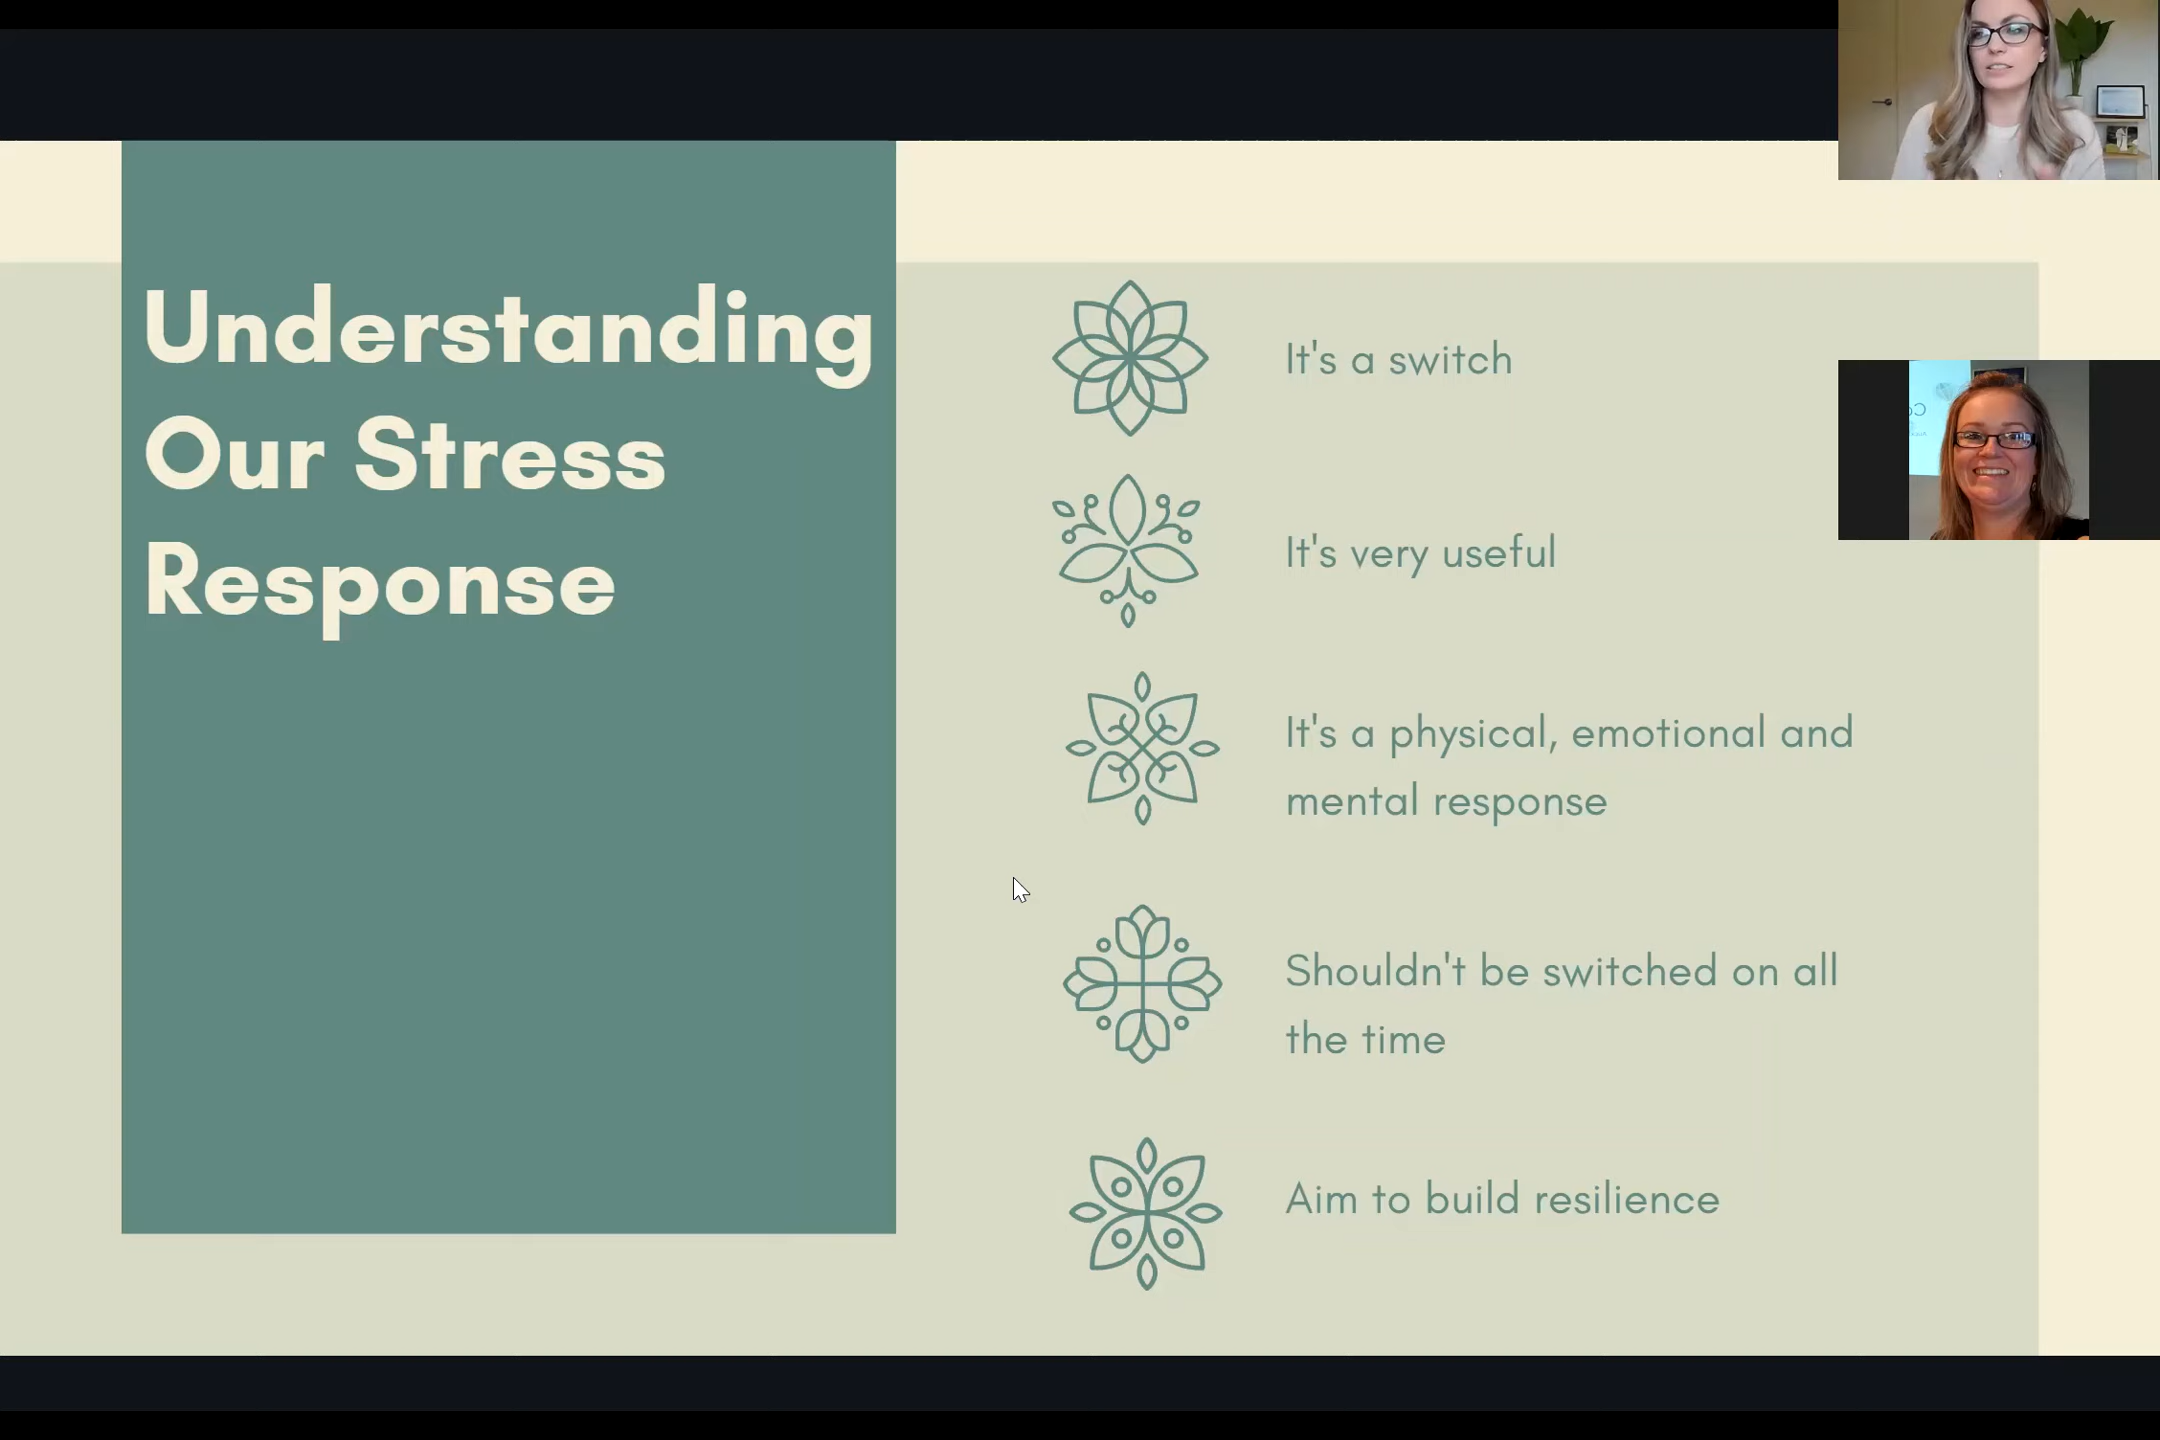 Understanding
Our Stress
Response
It's a switch
It's very useful
It's a physical, emotional and
mental response
Shouldn't be switched on all
the time
Aim to build resilience